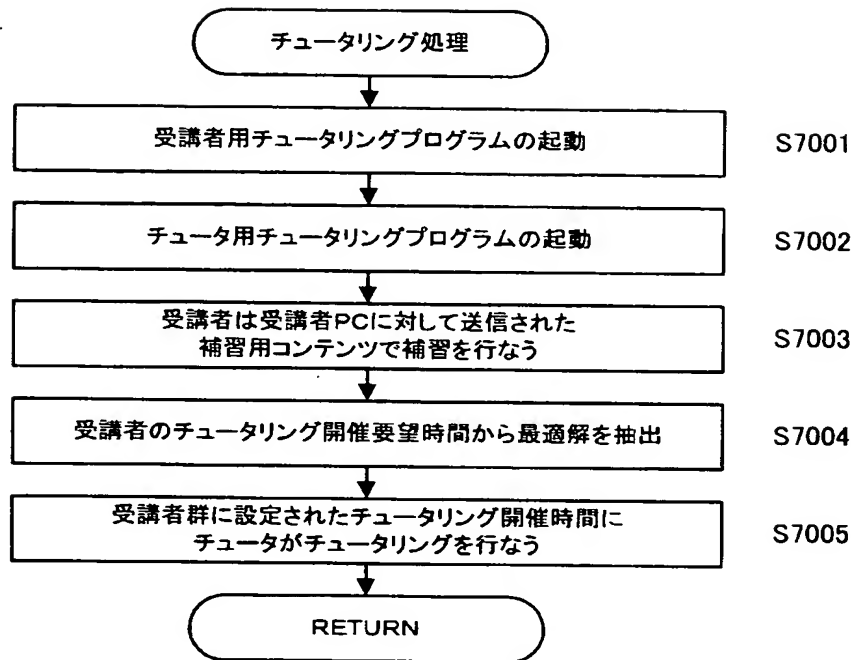 チュータリング処理
受講者用チュータリングプログラムの起動
S7001
チュータ用チュータリングプログラムの起動
S7002
受講者は受講者PCに対して送信された
補習用コンテンツで補習を行なう
S7003
受講者のチュータリング開催要望時間から最適解を抽出
S7004
受講者群に設定されたチュータリング開催時間に
チュータがチュータリングを行なう
S7005
RETURN